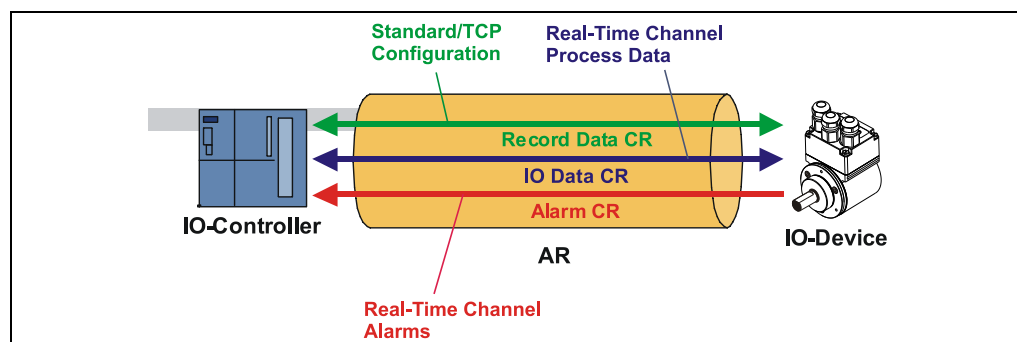 Standard/TCP
Configuration
Real-Time Channel
Process Data
Record Data CR
IO Data CR
Alarm CR
IO-Controller
IO-Device
AR
Real-Time Channel
Alarms